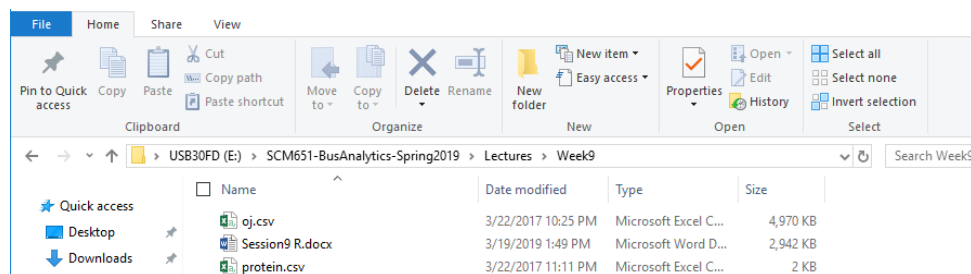 File Home Share View
Pin to Quick access
Copy
Paste
Cut
Copy path
Paste shortcut
Clipboard
Move to
Copy to
Delete
Rename
Organize
New folder
New item
Easy access
New
Properties
Open
Edit
History
Open
Select all
Select none
Invert selection
Select
USB30FD (E:) > SCM651-BusAnalytics-Spring2019 > Lectures > Week9
Search Week9
Name Date modified Type Size
Quick access
Desktop
Downloads
oj.csv 3/22/2017 10:25 PM Microsoft Excel C... 4,970 KB
Session9 R.docx 3/19/2019 1:49 PM Microsoft Word D... 2,942 KB
protein.csv 3/22/2017 11:11 PM Microsoft Excel C... 2 KB